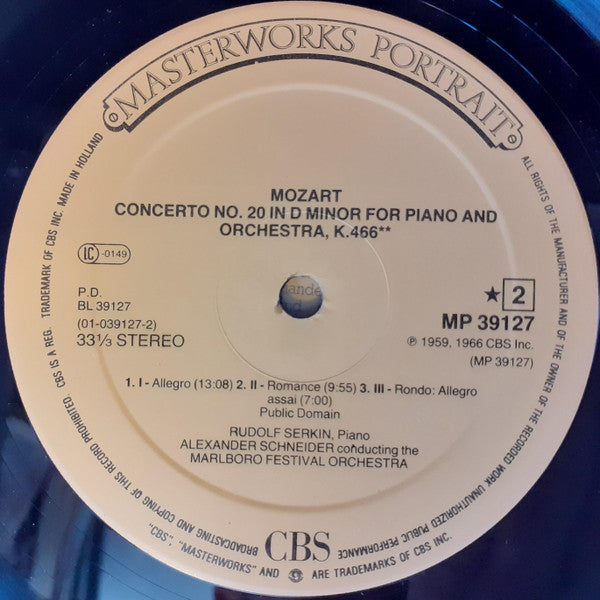 MASTERWORKS PORTRAIT
MOZART
CONCERTO NO. 20 IN D MINOR FOR PIANO AND
ORCHESTRA, K.466**
LC -0149
P.D.
BL 39127
(01-039127-2)
33⅓ STEREO
★ 2
MP 39127
℗ 1959, 1966 CBS Inc.
(MP 39127)
1. I - Allegro (13:08) 2. II - Romance (9:55) 3. III - Rondo: Allegro
assai (7:00)
Public Domain
RUDOLF SERKIN, Piano
ALEXANDER SCHNEIDER conducting the
MARLBORO FESTIVAL ORCHESTRA
CBS
ALL RIGHTS OF THE MANUFACTURER AND OF THE OWNER OF THE RECORDED WORK RESERVED. UNAUTHORIZED PUBLIC PERFORMANCE
BROADCASTING AND COPYING OF THIS RECORD PROHIBITED. CBS IS A REG. TRADEMARK OF CBS INC. MADE IN HOLLAND
"CBS", "MASTERWORKS" AND ARE TRADEMARKS OF CBS INC.